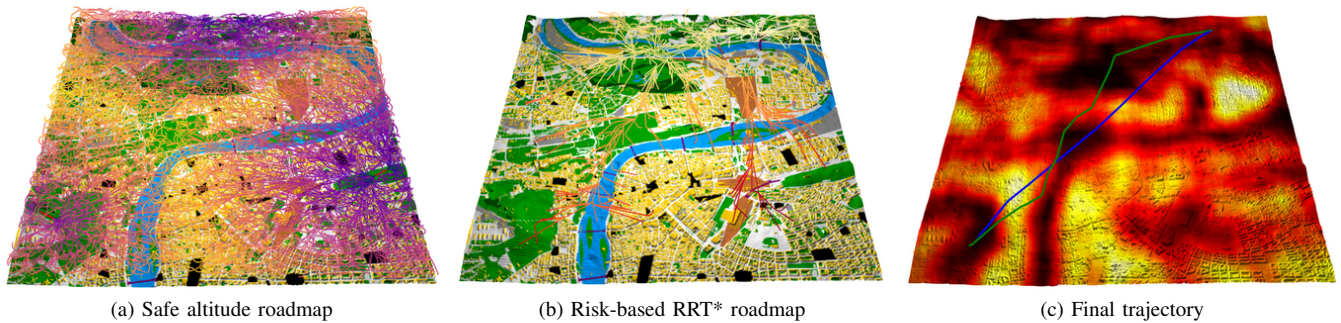 (a) Safe altitude roadmap
(b) Risk-based RRT* roadmap
(c) Final trajectory